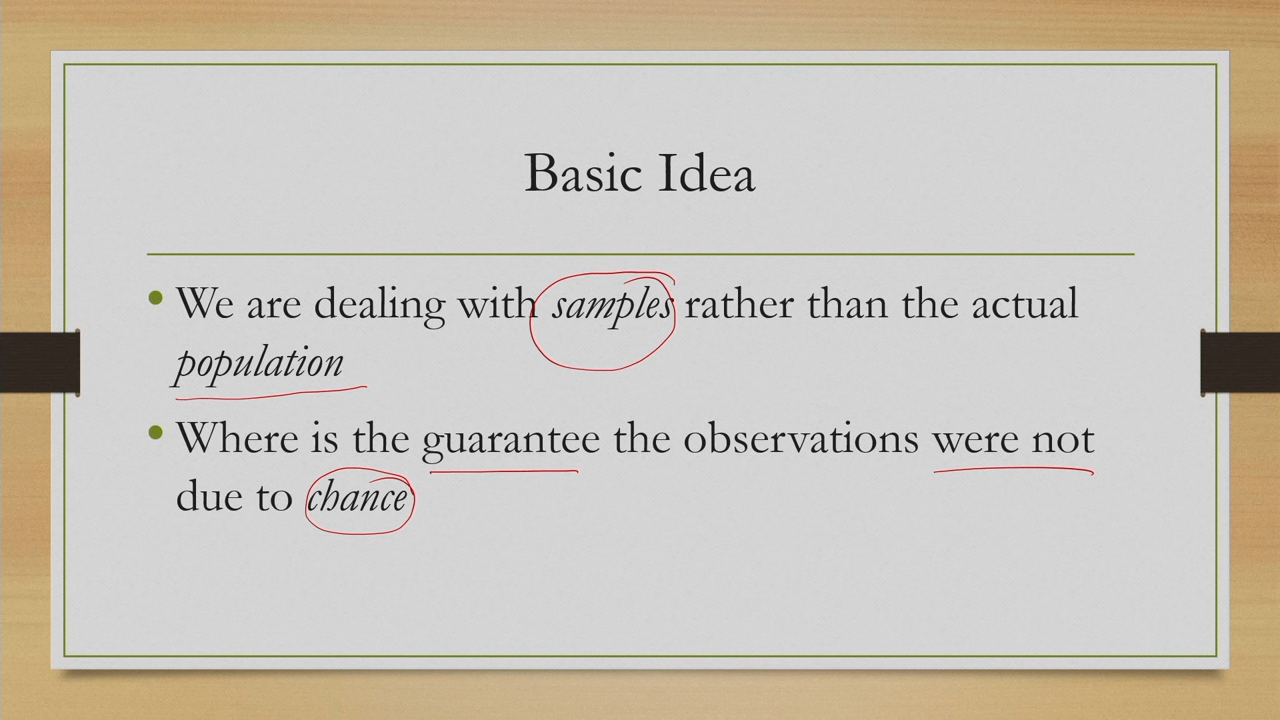 Basic Idea
• We are dealing with samples rather than the actual
population
• Where is the guarantee the observations were not
due to chance